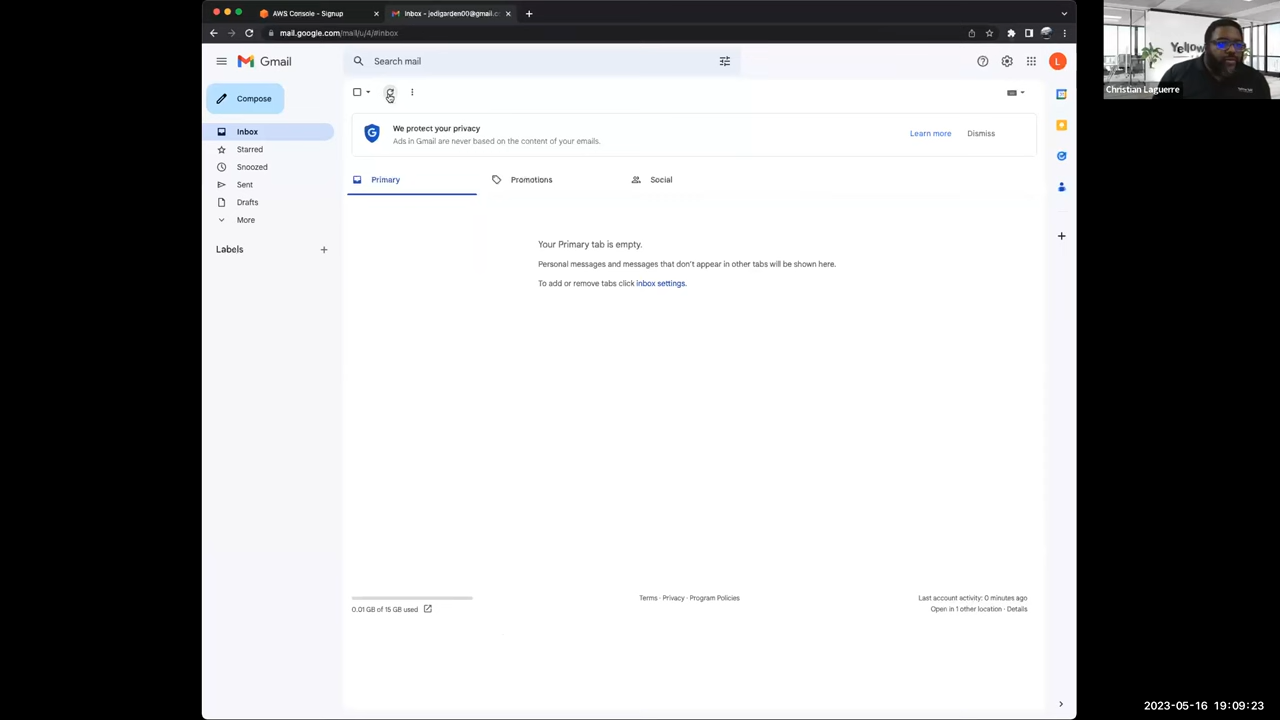 AWS Console - Signup
Inbox - jedigarden00@gmail.c
mail.google.com/mail/u/4/#inbox
Gmail
Search mail
L
Compose
Inbox
Starred
Snoozed
Sent
Drafts
More
Labels
We protect your privacy
Ads in Gmail are never based on the content of your emails.
Learn more
Dismiss
Primary
Promotions
Social
Your Primary tab is empty.
Personal messages and messages that don't appear in other tabs will be shown here.
To add or remove tabs click inbox settings.
0.01 GB of 15 GB used
Terms · Privacy · Program Policies
Last account activity: 0 minutes ago
Open in 1 other location · Details
Yellow
Christian Laguerre
2023-05-16 19:09:23